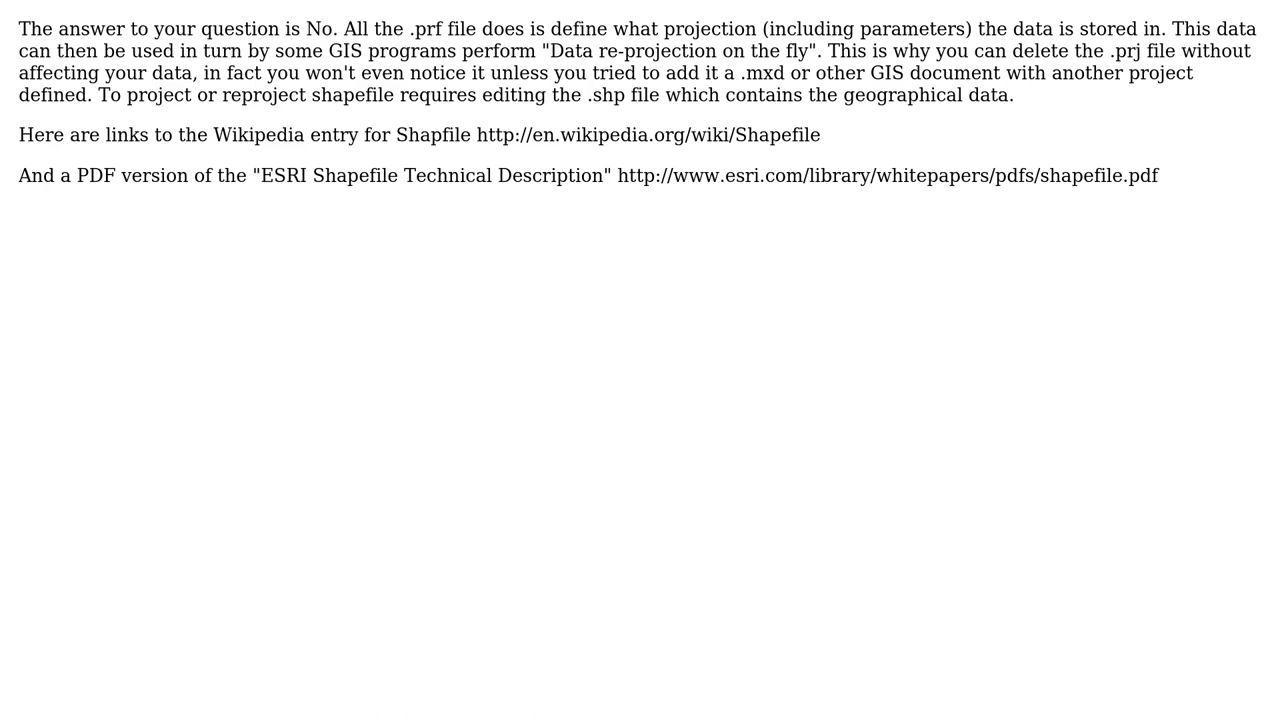 The answer to your question is No. All the .prf file does is define what projection (including parameters) the data is stored in. This data
can then be used in turn by some GIS programs perform "Data re-projection on the fly". This is why you can delete the .prj file without
affecting your data, in fact you won't even notice it unless you tried to add it a .mxd or other GIS document with another project
defined. To project or reproject shapefile requires editing the .shp file which contains the geographical data.
Here are links to the Wikipedia entry for Shapfile http://en.wikipedia.org/wiki/Shapefile
And a PDF version of the "ESRI Shapefile Technical Description" http://www.esri.com/library/whitepapers/pdfs/shapefile.pdf